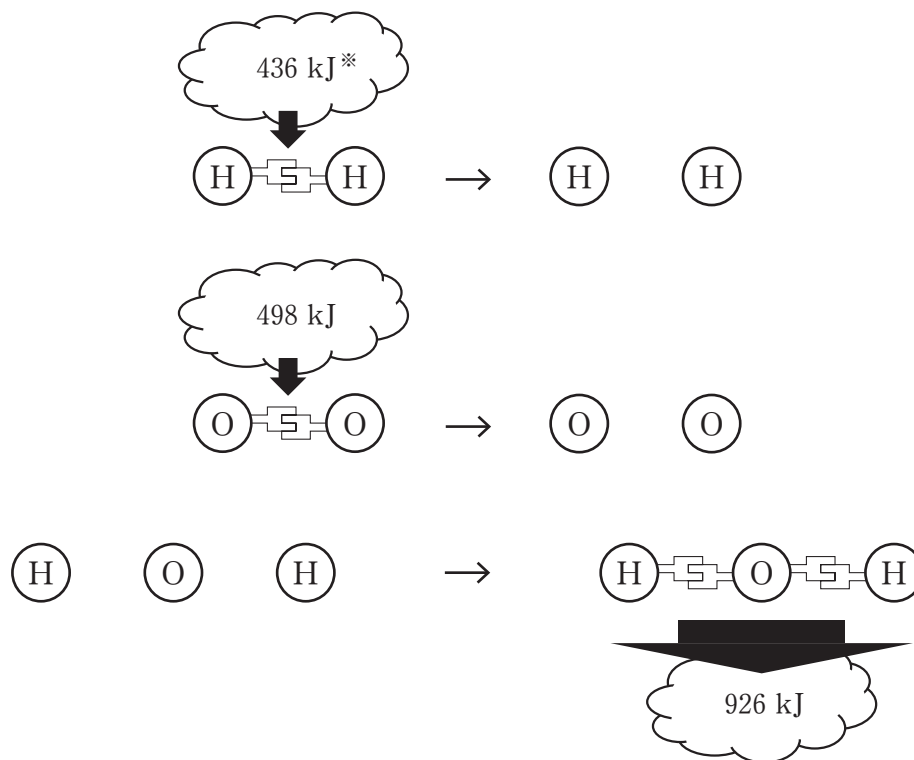 436 kJ※
H H → H H
498 kJ
O O → O O
H O H → H O H
926 kJ